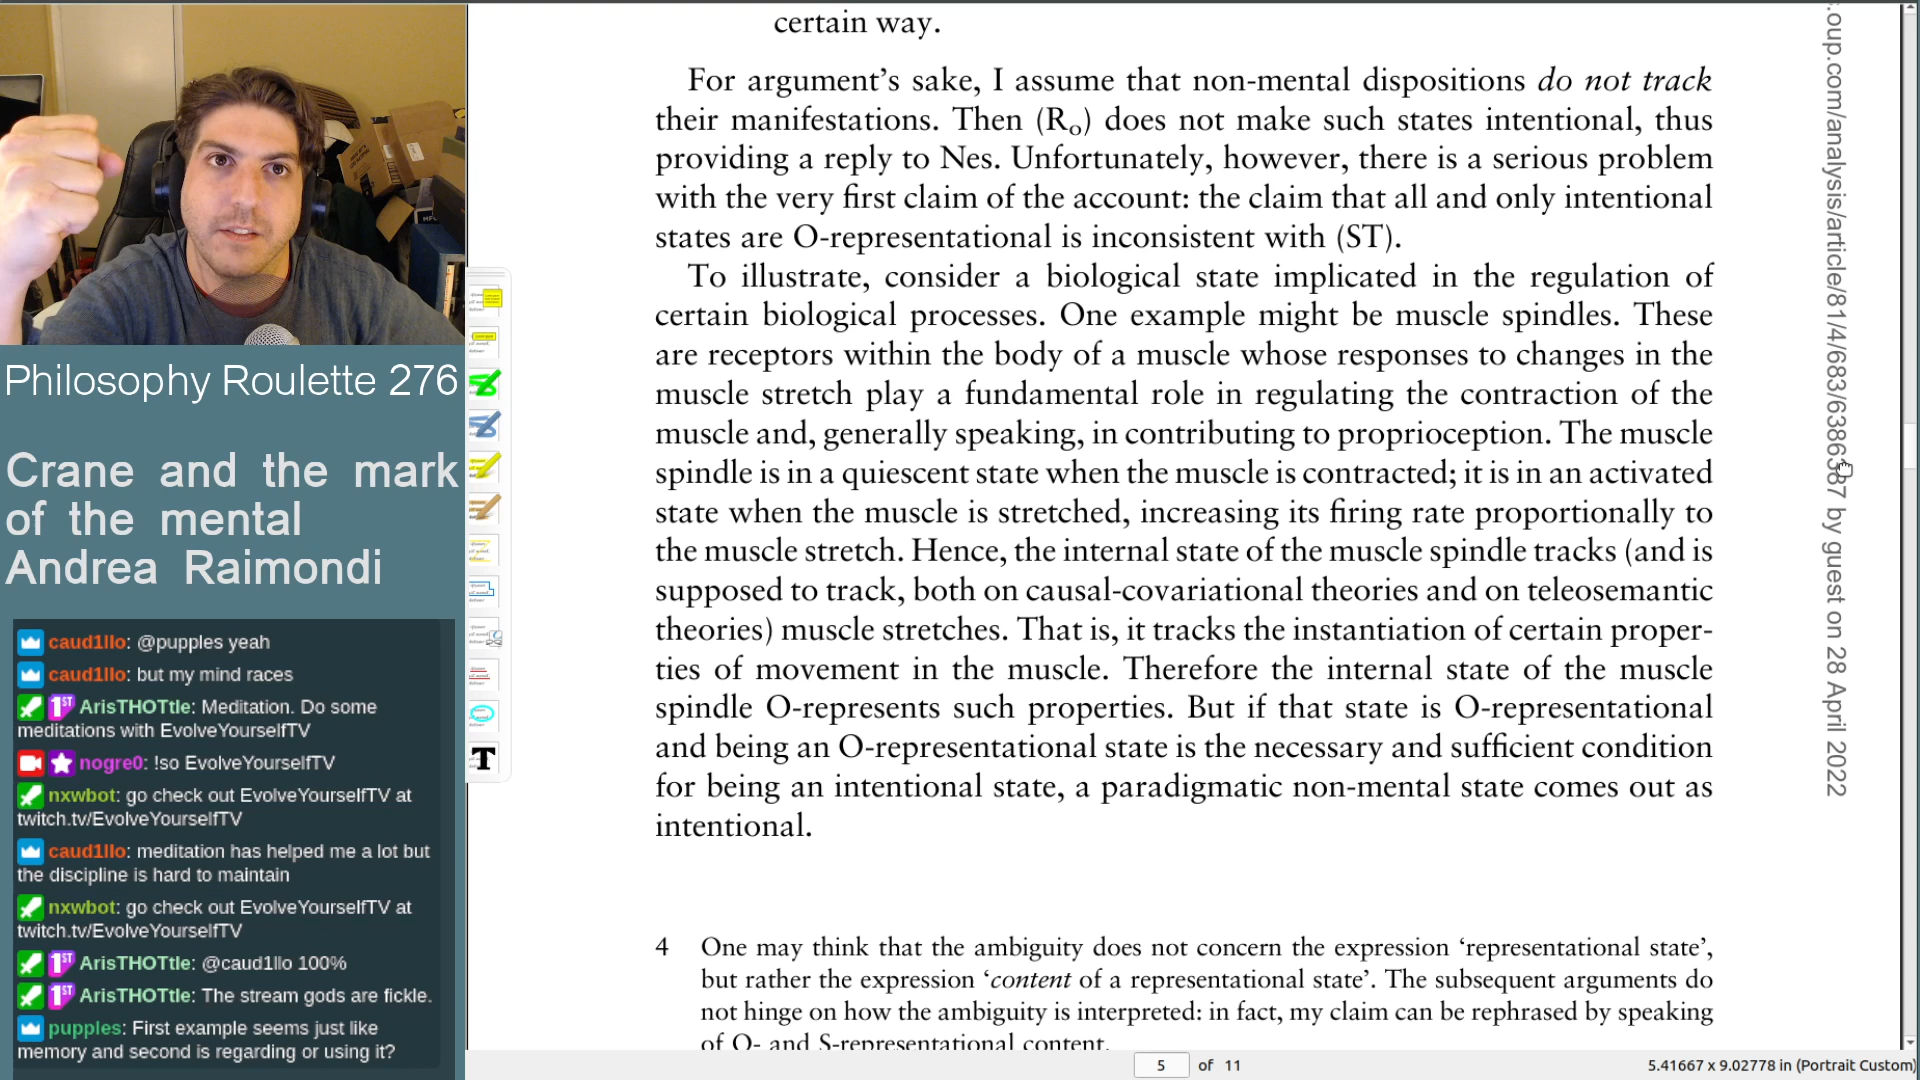 certain way.
For argument's sake, I assume that non-mental dispositions do not track
their manifestations. Then (Ro) does not make such states intentional, thus
providing a reply to Nes. Unfortunately, however, there is a serious problem
with the very first claim of the account: the claim that all and only intentional
states are O-representational is inconsistent with (ST).
To illustrate, consider a biological state implicated in the regulation of
certain biological processes. One example might be muscle spindles. These
are receptors within the body of a muscle whose responses to changes in the
muscle stretch play a fundamental role in regulating the contraction of the
muscle and, generally speaking, in contributing to proprioception. The muscle
spindle is in a quiescent state when the muscle is contracted; it is in an activated
state when the muscle is stretched, increasing its firing rate proportionally to
the muscle stretch. Hence, the internal state of the muscle spindle tracks (and is
supposed to track, both on causal-covariational theories and on teleosemantic
theories) muscle stretches. That is, it tracks the instantiation of certain proper-
ties of movement in the muscle. Therefore the internal state of the muscle
spindle O-represents such properties. But if that state is O-representational
and being an O-representational state is the necessary and sufficient condition
for being an intentional state, a paradigmatic non-mental state comes out as
intentional.
4 One may think that the ambiguity does not concern the expression 'representational state',
but rather the expression 'content of a representational state'. The subsequent arguments do
not hinge on how the ambiguity is interpreted: in fact, my claim can be rephrased by speaking
of O- and S-representational content.
.oup.com/analysis/article/81/4/683/6386387 by guest on 28 April 2022
5 of 11
5.41667 x 9.02778 in (Portrait Custom)
Philosophy Roulette 276
Crane and the mark
of the mental
Andrea Raimondi
caud1llo: @pupples yeah
caud1llo: but my mind races
1ST ArisTHOTtle: Meditation. Do some
meditations with EvolveYourselfTV
nogre0: !so EvolveYourselfTV
nxwbot: go check out EvolveYourselfTV at
twitch.tv/EvolveYourselfTV
caud1llo: meditation has helped me a lot but
the discipline is hard to maintain
nxwbot: go check out EvolveYourselfTV at
twitch.tv/EvolveYourselfTV
1ST ArisTHOTtle: @caud1llo 100%
1ST ArisTHOTtle: The stream gods are fickle.
pupples: First example seems just like
memory and second is regarding or using it?
T